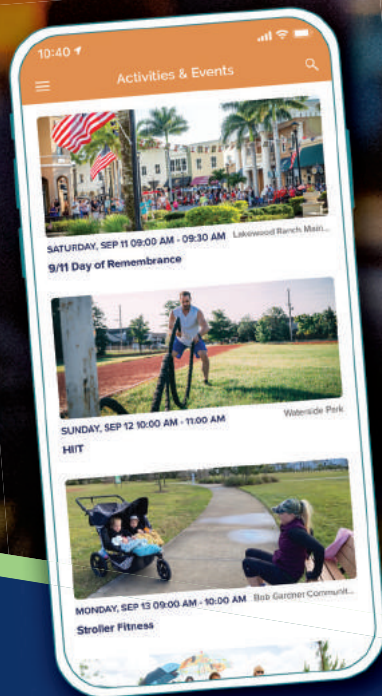 10:40
Activities & Events
SATURDAY, SEP 11 09:00 AM - 09:30 AM Lakewood Ranch Main...
9/11 Day of Remembrance
SUNDAY, SEP 12 10:00 AM - 11:00 AM Waterside Park
HIIT
MONDAY, SEP 13 09:00 AM - 10:00 AM Bob Gardner Communit...
Stroller Fitness